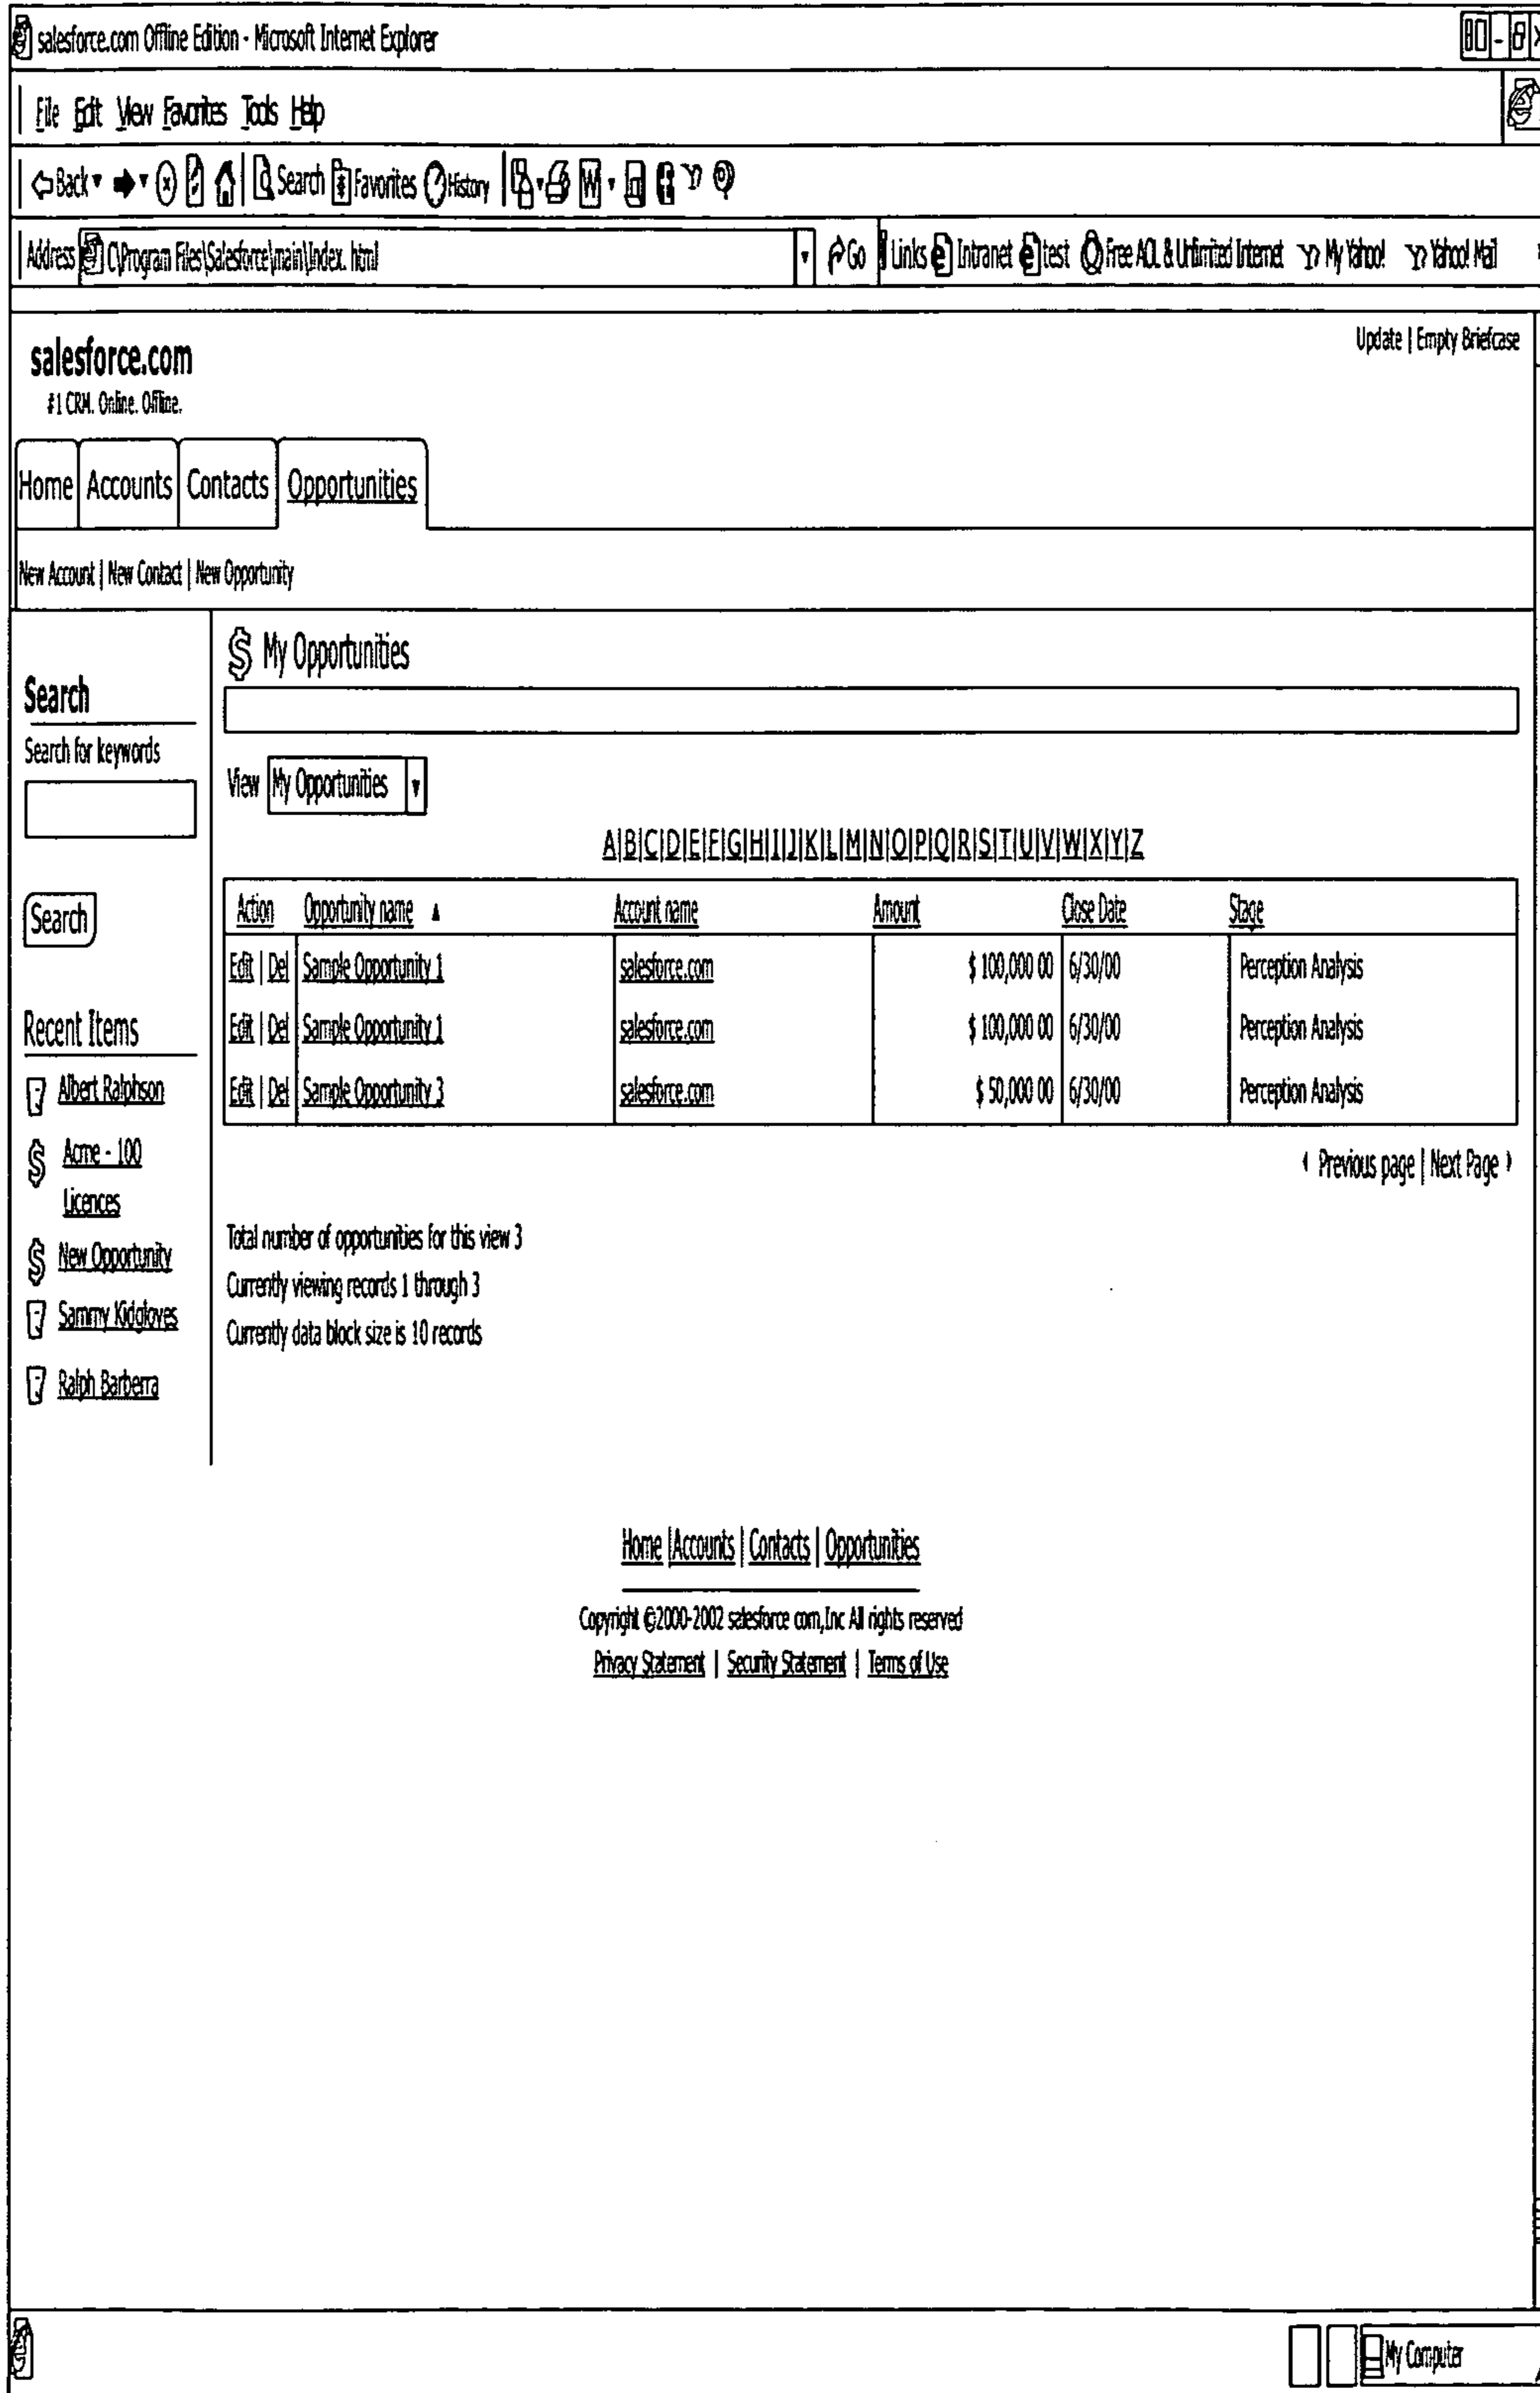 salesforce.com Offline Edition - Microsoft Internet Explorer
File Edit View Favorites Tools Help
Back Search Favorites History W
Address C\Program Files\Salesforce\main\Index. html Go Links Intranet test Free AOL & Unlimited Internet My Yahoo! Yahoo! Mail
Update | Empty Briefcase
salesforce.com
#1 CRM. Online. Offline.
Home Accounts Contacts Opportunities
New Account | New Contact | New Opportunity
$ My Opportunities
Search
Search for keywords
View My Opportunities
A|B|C|D|E|F|G|H|I|J|K|L|M|N|O|P|Q|R|S|T|U|V|W|X|Y|Z
Search
Action Opportunity name ▲ Account name Amount Close Date Stage
Edit | Del Sample Opportunity 1 salesforce.com $ 100,000 00 6/30/00 Perception Analysis
Edit | Del Sample Opportunity 1 salesforce.com $ 100,000 00 6/30/00 Perception Analysis
Edit | Del Sample Opportunity 3 salesforce.com $ 50,000 00 6/30/00 Perception Analysis
Previous page | Next Page
Recent Items
Albert Ralphson
$ Acme - 100
Licences
$ New Opportunity
Sammy Kidgloves
Ralph Barberra
Total number of opportunities for this view 3
Currently viewing records 1 through 3
Currently data block size is 10 records
Home |Accounts | Contacts | Opportunities
Copyright ©2000-2002 salesforce com,Inc All rights reserved
Privacy Statement | Security Statement | Terms of Use
My Computer